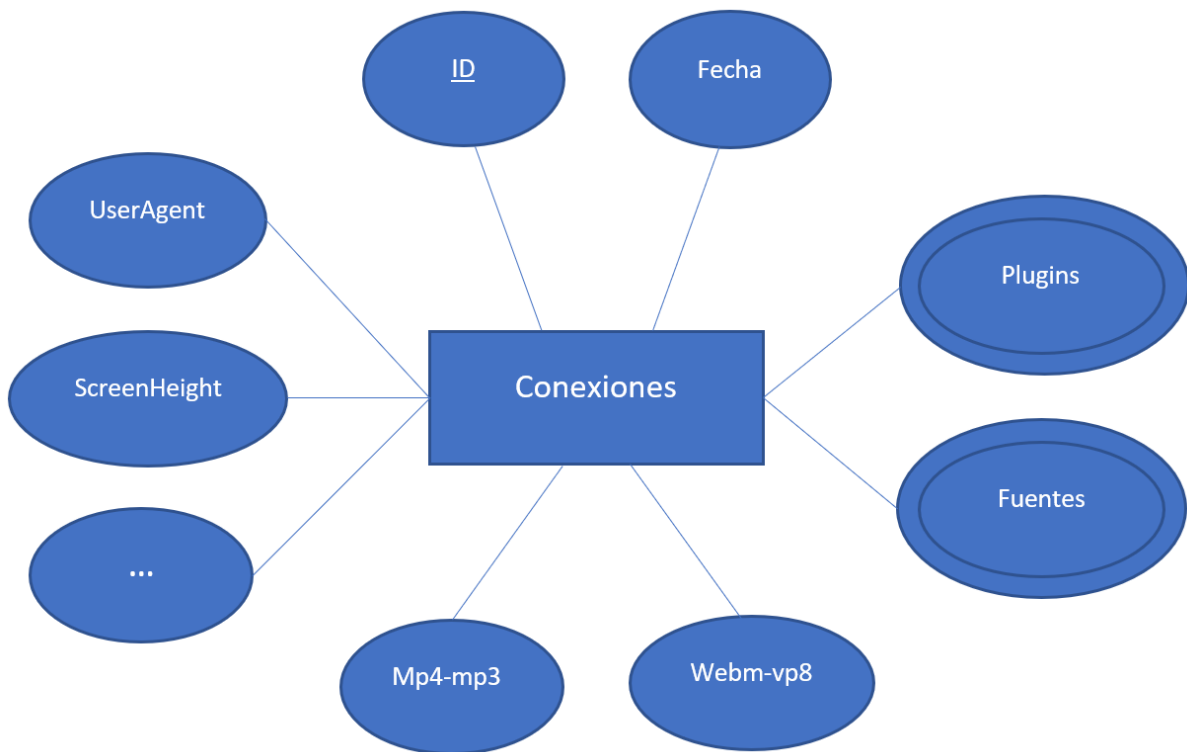 ID
Fecha
UserAgent
Plugins
ScreenHeight
Conexiones
Fuentes
...
Mp4-mp3
Webm-vp8